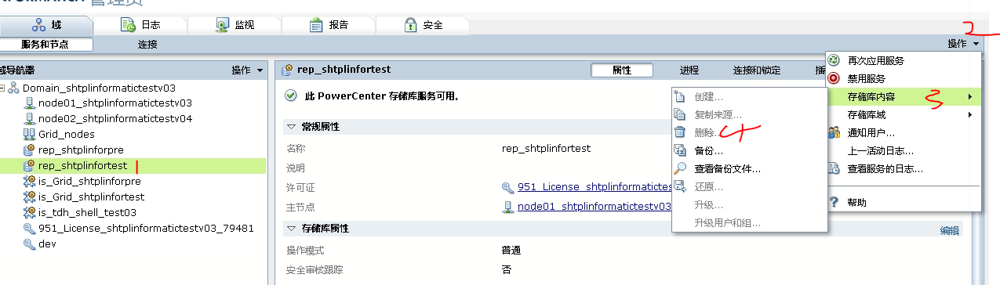 管理员
域
日志
监视
报告
安全
2
服务和节点
连接
操作
域导航器
操作
Domain_shtplinformatictestv03
node01_shtplinformatictestv03
node02_shtplinformatictestv04
Grid_nodes
rep_shtplinforpre
rep_shtplinfortest 1
is_Grid_shtplinforpre
is_Grid_shtplinfortest
is_tdh_shell_test03
951_License_shtplinformatictestv03_79481
dev
rep_shtplinfortest
属性
进程
连接和锁定
此 PowerCenter 存储库服务可用。
常规属性
名称
rep_shtplinfortest
说明
许可证
951_License_shtplinformatictes
主节点
node01_shtplinformatictestv03
存储库属性
编辑
操作模式
普通
安全审核跟踪
否
再次应用服务
禁用服务
存储库内容 3
存储库域
通知用户...
上一活动日志...
查看服务的日志...
帮助
创建...
复制来源...
删除... 4
备份...
查看备份文件...
还原...
升级...
升级用户和组...